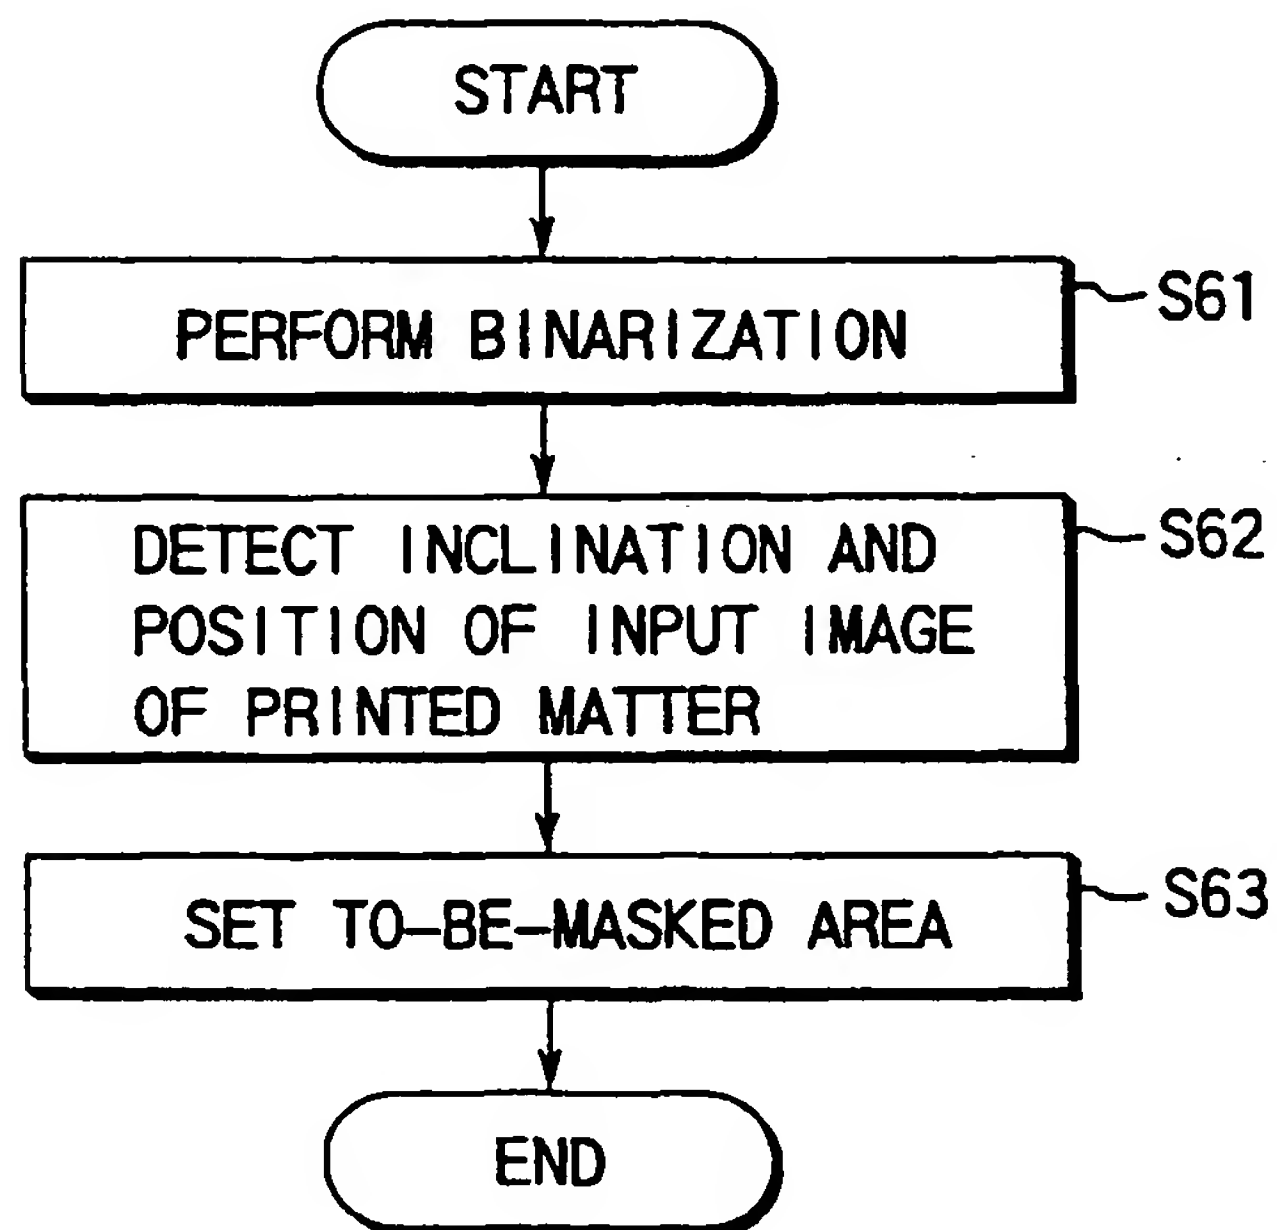 START
PERFORM BINARIZATION
S61
DETECT INCLINATION AND
POSITION OF INPUT IMAGE
OF PRINTED MATTER
S62
SET TO-BE-MASKED AREA
S63
END